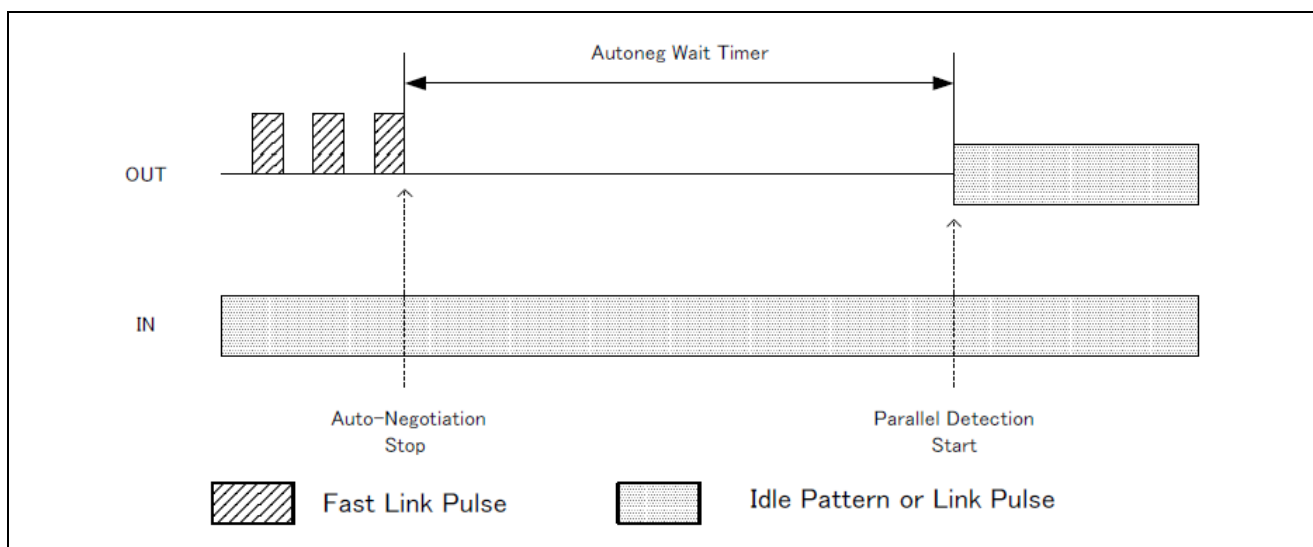 Autoneg Wait Timer
OUT
IN
Auto-Negotiation
Stop
Parallel Detection
Start
Fast Link Pulse
Idle Pattern or Link Pulse